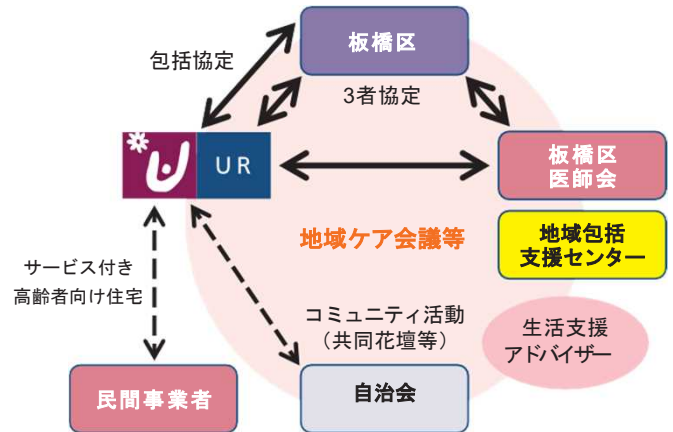 板橋区
包括協定
3者協定
UR
板橋区
医師会
地域ケア会議等
地域包括
支援センター
サービス付き
高齢者向け住宅
コミュニティ活動
（共同花壇等）
生活支援
アドバイザー
民間事業者
自治会